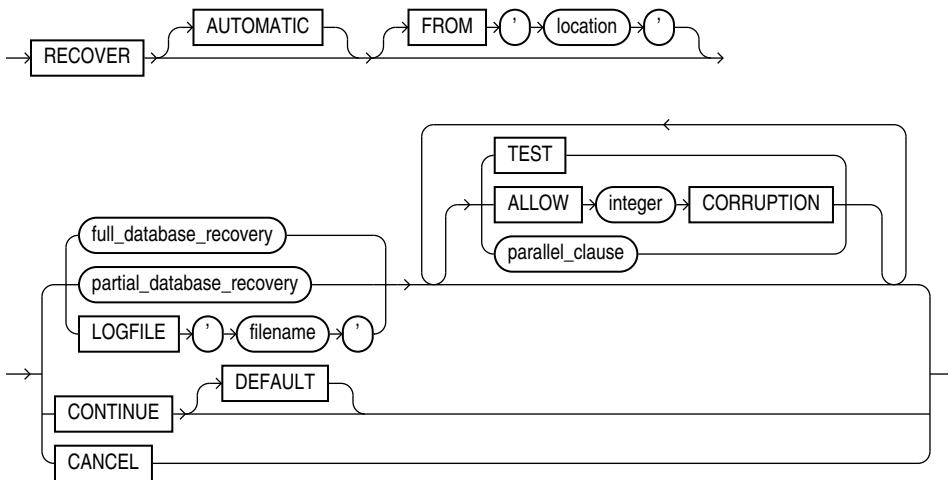 RECOVER AUTOMATIC FROM ' location '
full_database_recovery
partial_database_recovery
LOGFILE ' filename '
TEST
ALLOW integer CORRUPTION
parallel_clause
CONTINUE DEFAULT
CANCEL